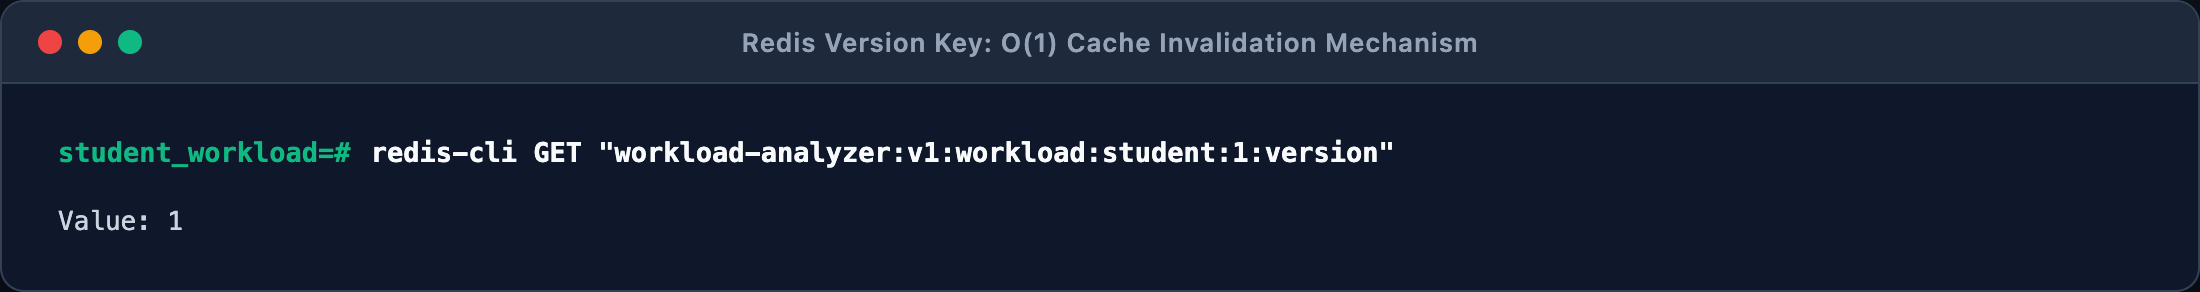 Redis Version Key: O(1) Cache Invalidation Mechanism
student_workload=# redis-cli GET "workload-analyzer:v1:workload:student:1:version"
Value: 1